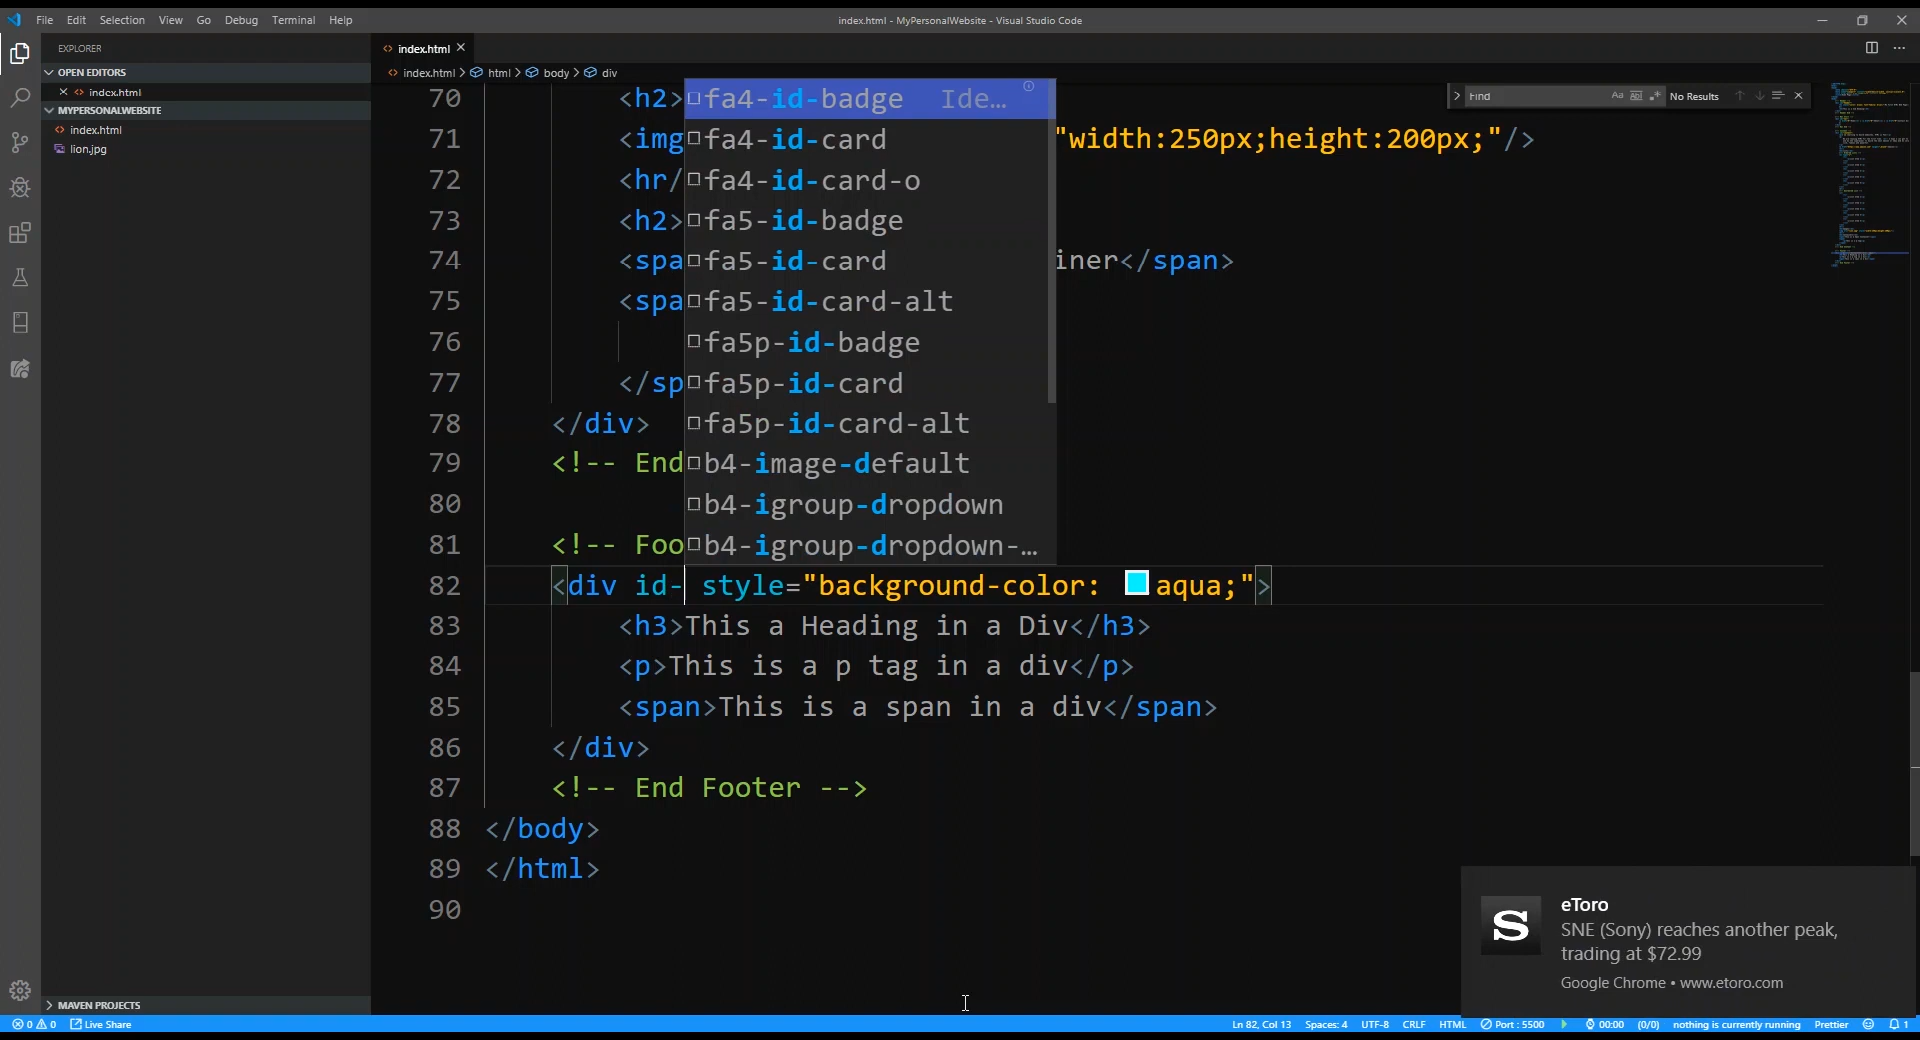 File Edit Selection View Go Debug Terminal Help
index.html - MyPersonalWebsite - Visual Studio Code
EXPLORER
OPEN EDITORS
index.html
MYPERSONALWEBSITE
index.html
lion.jpg
MAVEN PROJECTS
index.html
index.html > html > body > div
Find
Aa
No Results
70 <h2>
71 <img "width:250px;height:200px;"/>
72 <hr/
73 <h2>
74 <spa iner</span>
75 <spa
76
77 </sp
78 </div>
79 <!-- End
80
81 <!-- Foo
fa4-id-badge Ide...
fa4-id-card
fa4-id-card-o
fa5-id-badge
fa5-id-card
fa5-id-card-alt
fa5p-id-badge
fa5p-id-card
fa5p-id-card-alt
b4-image-default
b4-igroup-dropdown
b4-igroup-dropdown-...
82 <div id- style="background-color: aqua;">
83 <h3>This a Heading in a Div</h3>
84 <p>This is a p tag in a div</p>
85 <span>This is a span in a div</span>
86 </div>
87 <!-- End Footer -->
88 </body>
89 </html>
90
S
eToro
SNE (Sony) reaches another peak,
trading at $72.99
Google Chrome • www.etoro.com
0 0 Live Share
Ln 82, Col 13 Spaces: 4 UTF-8 CRLF HTML Port : 5500 00:00 (0/0) nothing is currently running Prettier 1